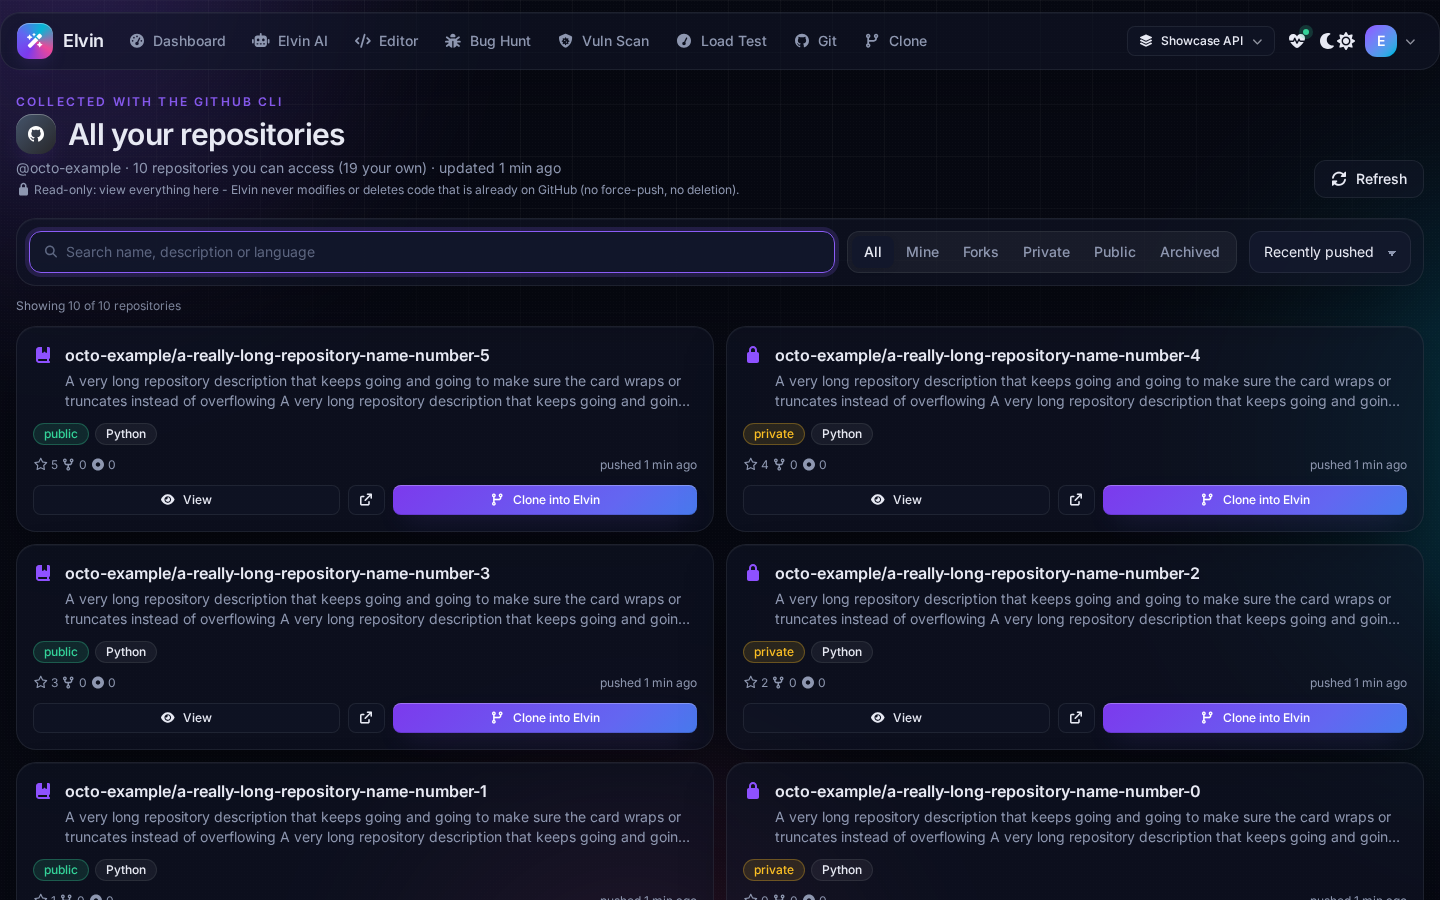 Elvin Dashboard Elvin AI Editor Bug Hunt Vuln Scan Load Test Git Clone Showcase API E
COLLECTED WITH THE GITHUB CLI
All your repositories
@octo-example · 10 repositories you can access (19 your own) · updated 1 min ago
Read-only: view everything here - Elvin never modifies or deletes code that is already on GitHub (no force-push, no deletion).
Refresh
Search name, description or language
All Mine Forks Private Public Archived Recently pushed
Showing 10 of 10 repositories
octo-example/a-really-long-repository-name-number-5
A very long repository description that keeps going and going to make sure the card wraps or
truncates instead of overflowing A very long repository description that keeps going and goin...
public Python
5 0 0 pushed 1 min ago
View Clone into Elvin
octo-example/a-really-long-repository-name-number-4
A very long repository description that keeps going and going to make sure the card wraps or
truncates instead of overflowing A very long repository description that keeps going and goin...
private Python
4 0 0 pushed 1 min ago
View Clone into Elvin
octo-example/a-really-long-repository-name-number-3
A very long repository description that keeps going and going to make sure the card wraps or
truncates instead of overflowing A very long repository description that keeps going and goin...
public Python
3 0 0 pushed 1 min ago
View Clone into Elvin
octo-example/a-really-long-repository-name-number-2
A very long repository description that keeps going and going to make sure the card wraps or
truncates instead of overflowing A very long repository description that keeps going and goin...
private Python
2 0 0 pushed 1 min ago
View Clone into Elvin
octo-example/a-really-long-repository-name-number-1
A very long repository description that keeps going and going to make sure the card wraps or
truncates instead of overflowing A very long repository description that keeps going and goin...
public Python
octo-example/a-really-long-repository-name-number-0
A very long repository description that keeps going and going to make sure the card wraps or
truncates instead of overflowing A very long repository description that keeps going and goin...
private Python